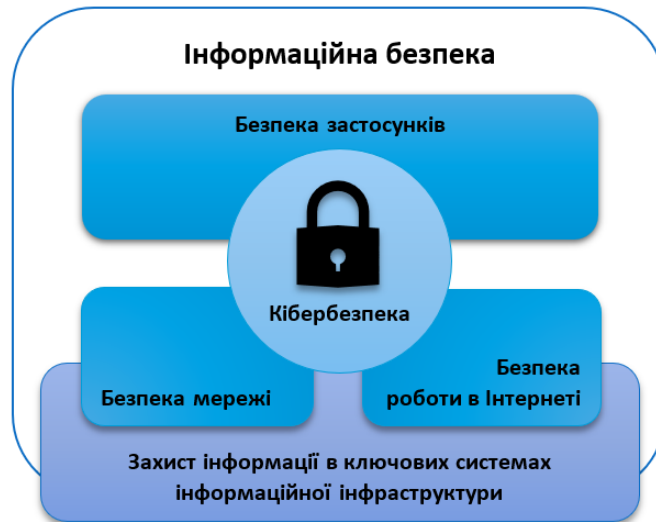 Інформаційна безпека
Безпека застосунків
Кібербезпека
Безпека мережі
Безпека
роботи в Інтернеті
Захист інформації в ключових системах
інформаційної інфраструктури